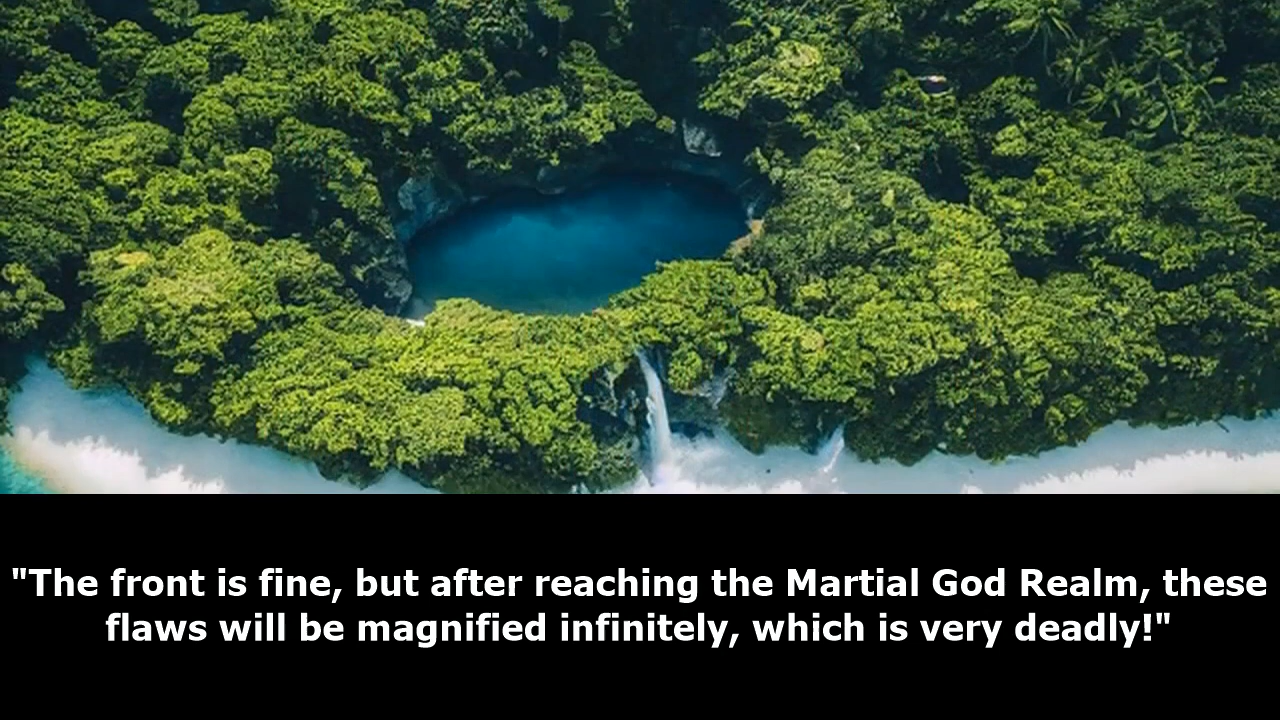 "The front is fine, but after reaching the Martial God Realm, these
flaws will be magnified infinitely, which is very deadly!"